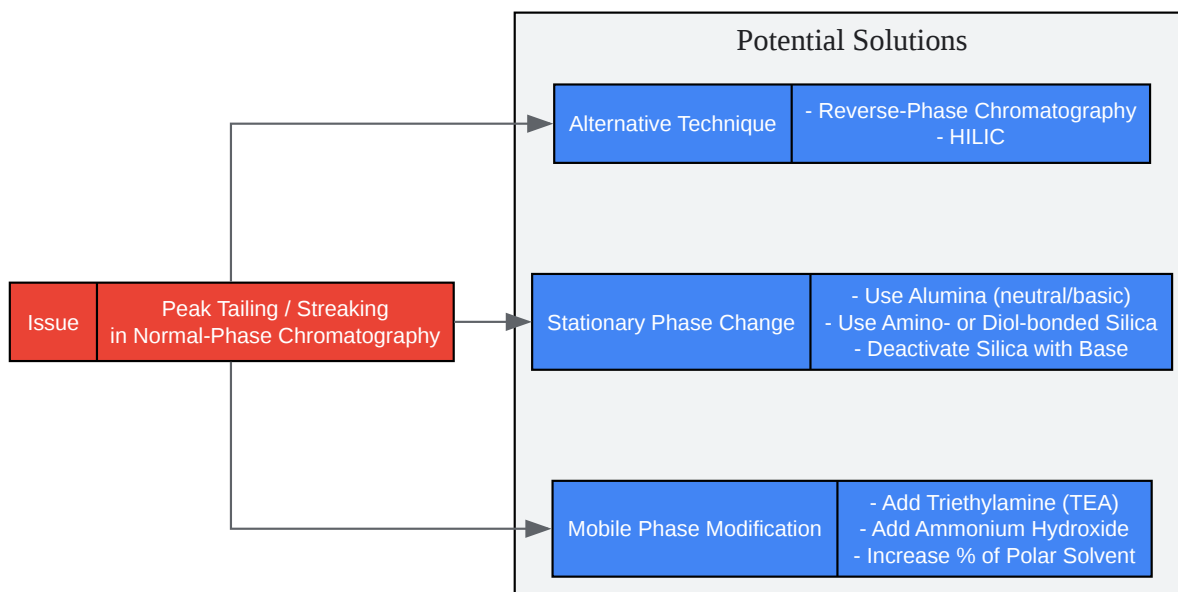 Potential Solutions
Alternative Technique
- Reverse-Phase Chromatography
- HILIC
Issue
Peak Tailing / Streaking
in Normal-Phase Chromatography
Stationary Phase Change
- Use Alumina (neutral/basic)
- Use Amino- or Diol-bonded Silica
- Deactivate Silica with Base
Mobile Phase Modification
- Add Triethylamine (TEA)
- Add Ammonium Hydroxide
- Increase % of Polar Solvent